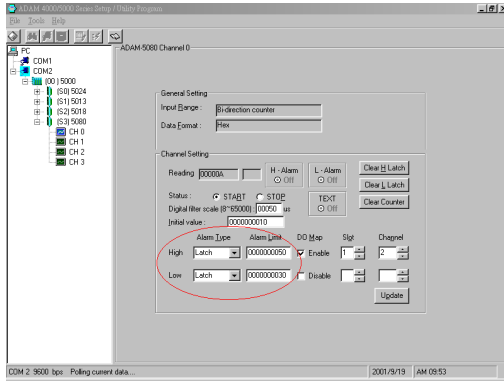 ADAM 4000/5000 Series Setup / Utility Program
File Tools Help
PC
COM1
COM2
(00 ) 5000
(S0) 5024
(S1) 5013
(S2) 5018
(S3) 5080
CH 0
CH 1
CH 2
CH 3
ADAM-5080 Channel 0
General Setting
Input Range : Bi-direction counter
Data Format : Hex
Channel Setting
Reading 00000A
H - Alarm
Off
L - Alarm
Off
Clear H Latch
Clear L Latch
Clear Counter
Status : START STOP
TEXT
Off
Digital filter scale (8~65000) : 00050 us
Initial value : 0000000010
Alarm Type Alarm Limit DO Map Slot Channel
High Latch 0000000050 Enable 1 2
Low Latch 0000000030 Disable
Update
COM 2 9600 bps Polling current data.... 2001/9/19 AM 09:53